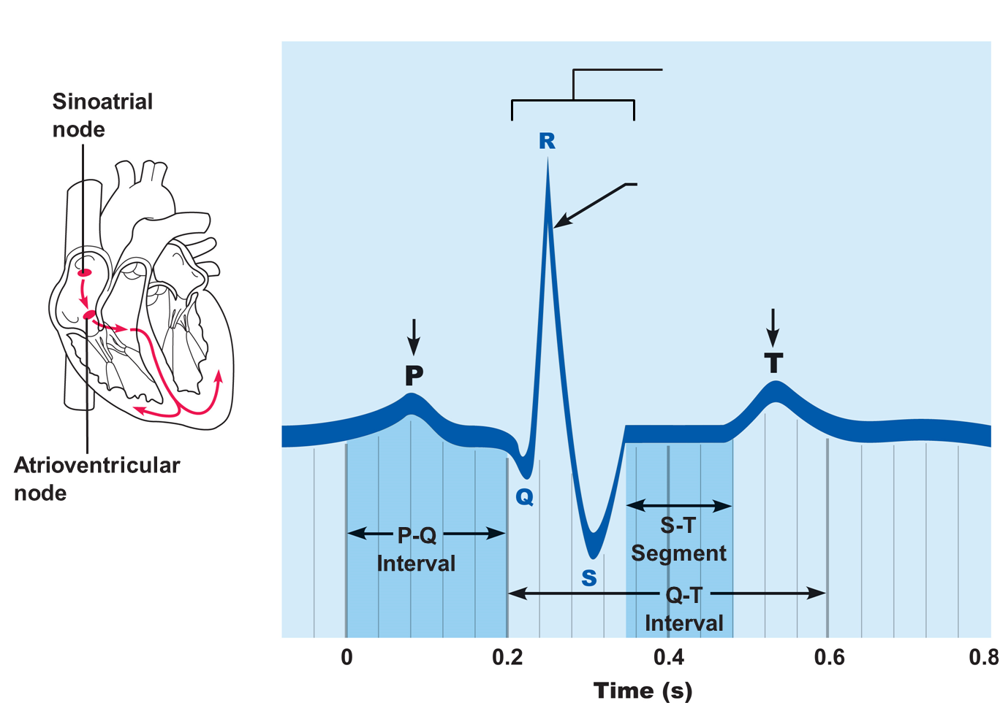 Sinoatrial
node
Atrioventricular
node
R
P
T
Q
S
P-Q
Interval
S-T
Segment
Q-T
Interval
0 0.2 0.4 0.6 0.8
Time (s)